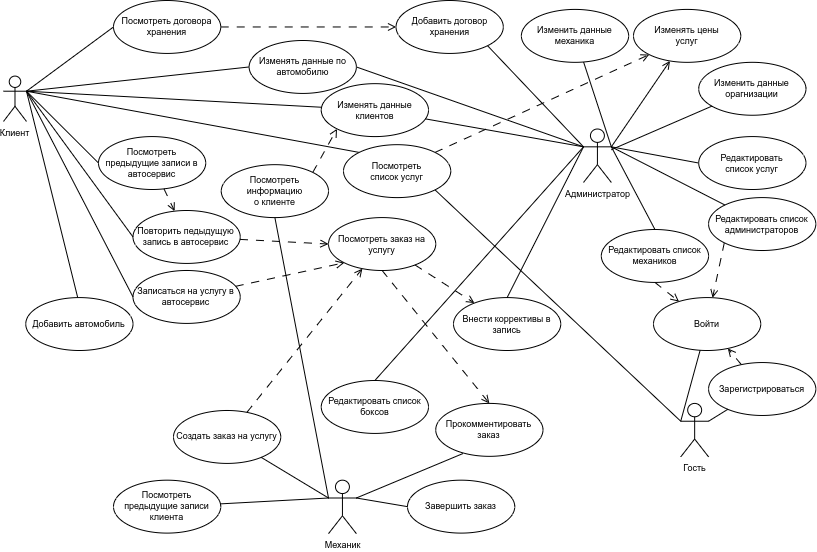 Посмотреть договора
хранения
Добавить договор
хранения
Изменить данные
механика
Изменять цены
услуг
Изменять данные по
автомобилю
Изменить данные
орагнизации
Клиент
Изменять данные
клиентов
Посмотреть
предыдущие записи в
автосервис
Посмотреть
информацию
о клиенте
Посмотреть
список услуг
Администратор
Редактировать
список услуг
Повторить педыдущую
запись в автосервис
Посмотреть заказ на
услугу
Редактировать список
механиков
Редактировать список
администраторов
Записаться на услугу в
автосервис
Добавить автомобиль
Внести коррективы в
запись
Войти
Редактировать список
боксов
Зарегистрироваться
Создать заказ на услугу
Прокомментировать
заказ
Гость
Посмотреть
предыдущие записи
клиента
Завершить заказ
Механик